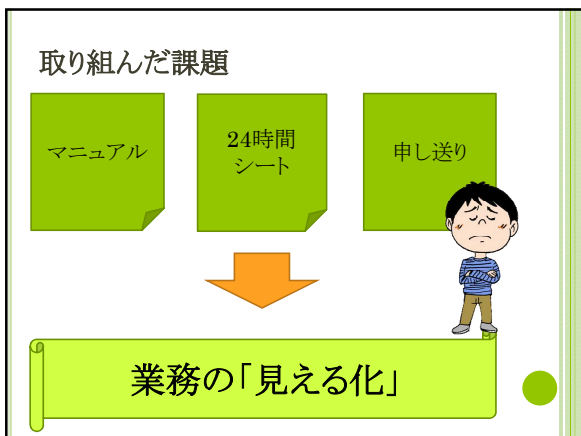 取り組んだ課題
マニュアル
24時間
シート
申し送り
業務の「見える化」